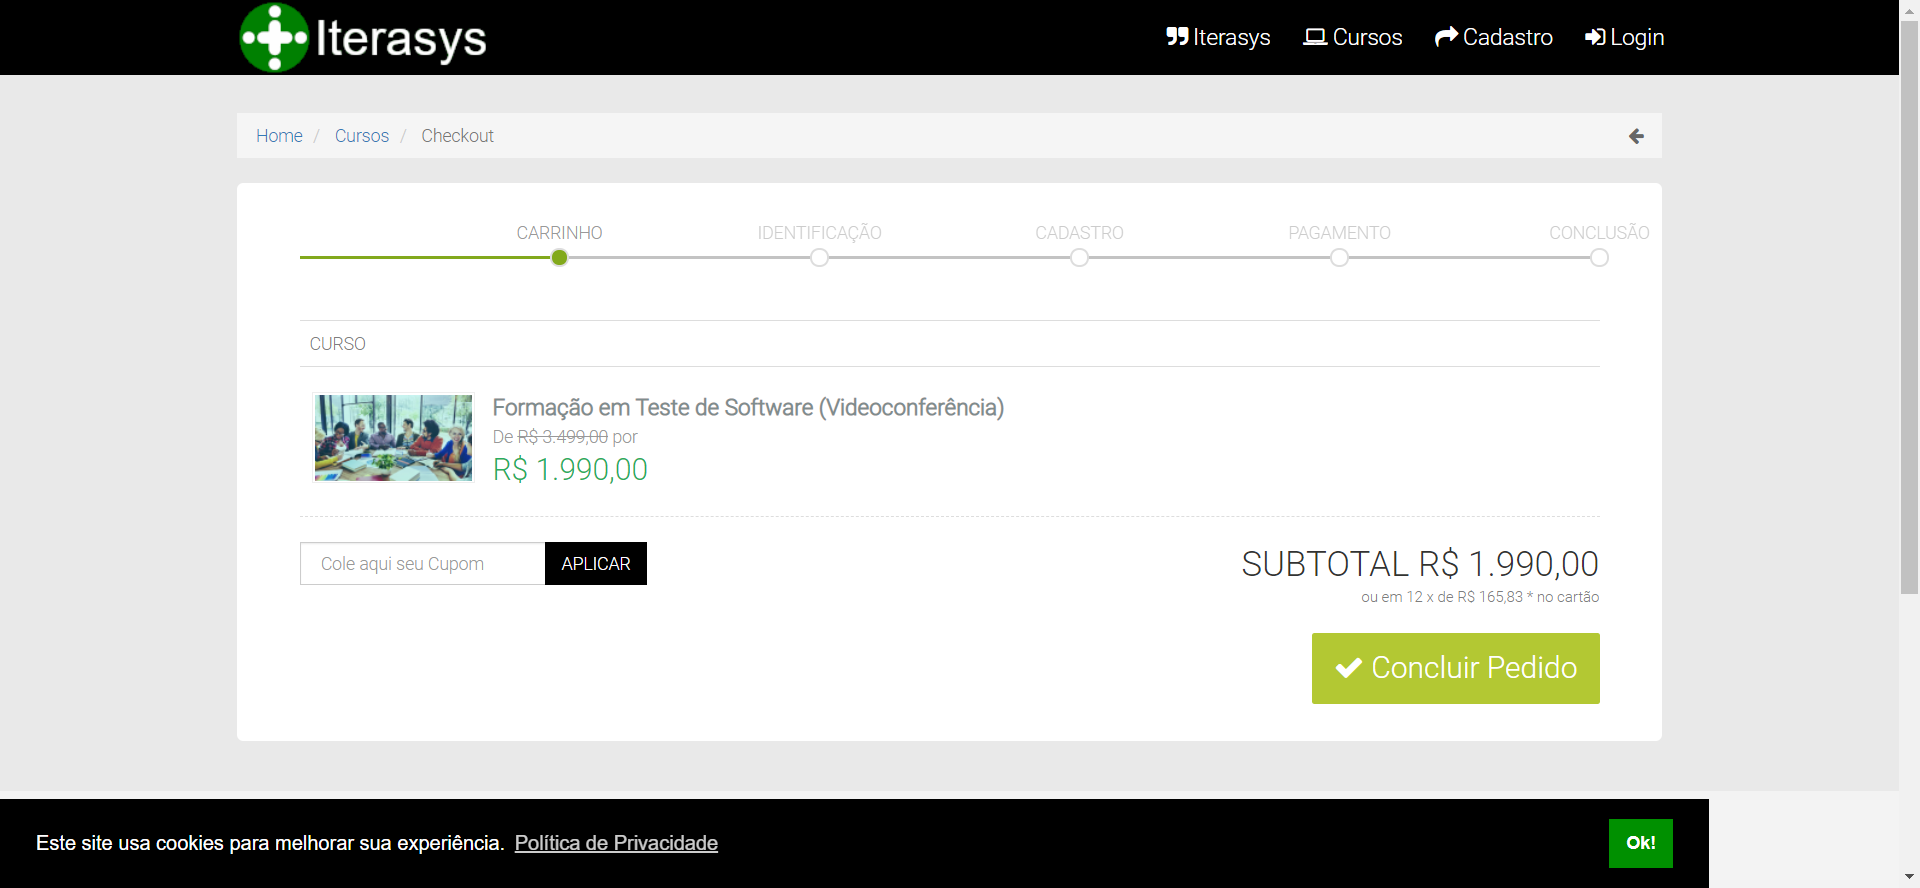 Iterasys
Iterasys Cursos Cadastro Login
Home / Cursos / Checkout
CARRINHO IDENTIFICAÇÃO CADASTRO PAGAMENTO CONCLUSÃO
CURSO
Formação em Teste de Software (Videoconferência)
De R$ 3.499,00 por
R$ 1.990,00
Cole aqui seu Cupom APLICAR
SUBTOTAL R$ 1.990,00
ou em 12 x de R$ 165,83 * no cartão
Concluir Pedido
Este site usa cookies para melhorar sua experiência. Política de Privacidade Ok!